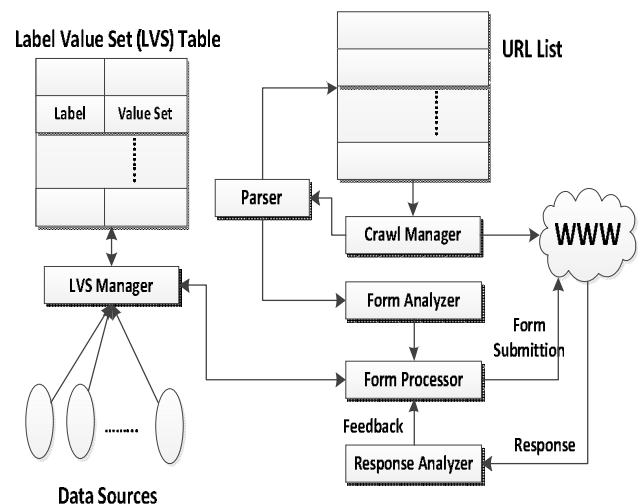 Label Value Set (LVS) Table
URL List
Label
Value Set
Parser
Crawl Manager
WWW
LVS Manager
Form Analyzer
Form
Submittion
Form Processor
Feedback
Response
Response Analyzer
Data Sources